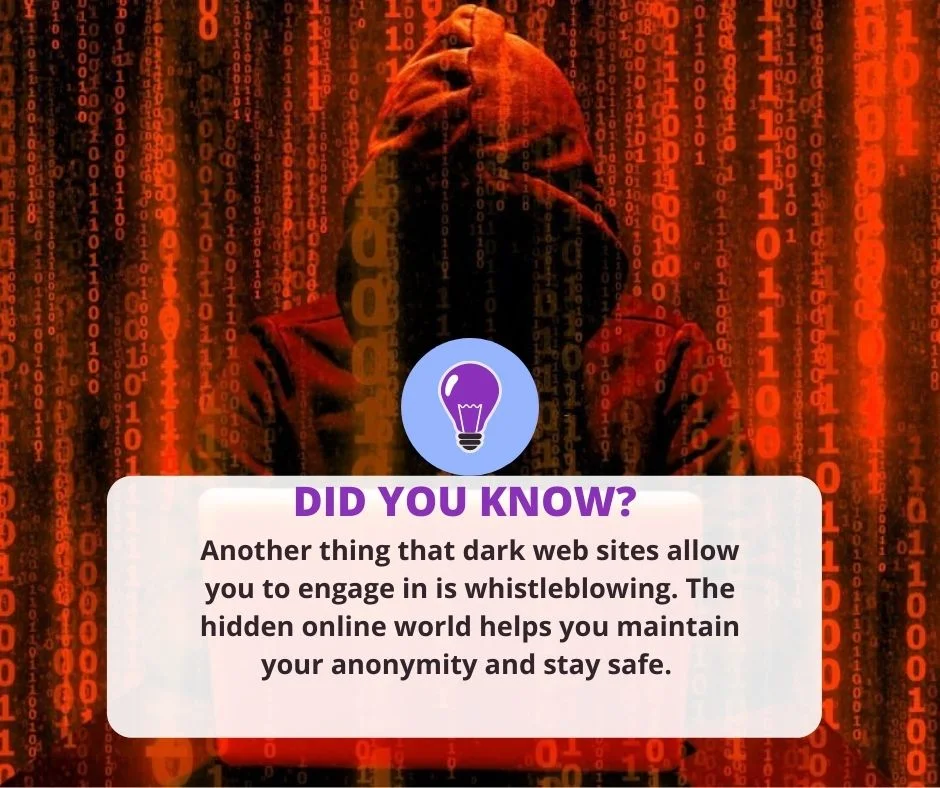 DID YOU KNOW?
Another thing that dark web sites allow
you to engage in is whistleblowing. The
hidden online world helps you maintain
your anonymity and stay safe.